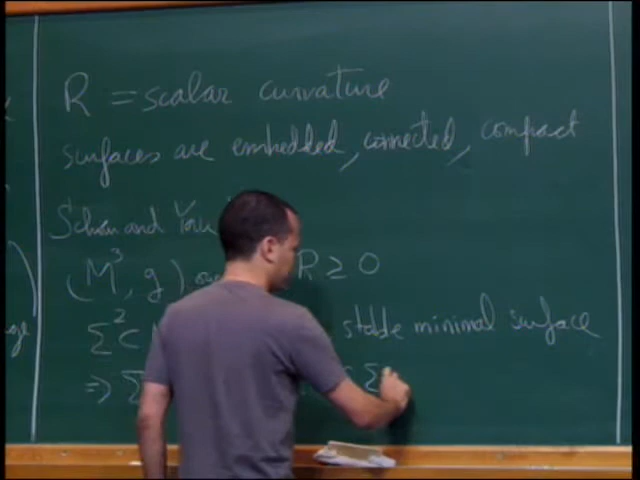 R = scalar curvature
surfaces are embedded, connected, compact
Schoen and Yau
(M³, g) R ≥ 0
Σ² ⊂ stable minimal surface
⇒ Σ Σ